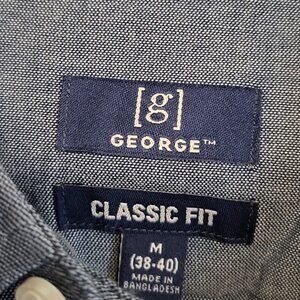 [g]
GEORGE™
CLASSIC FIT
M
(38-40)
MADE IN
BANGLADESH